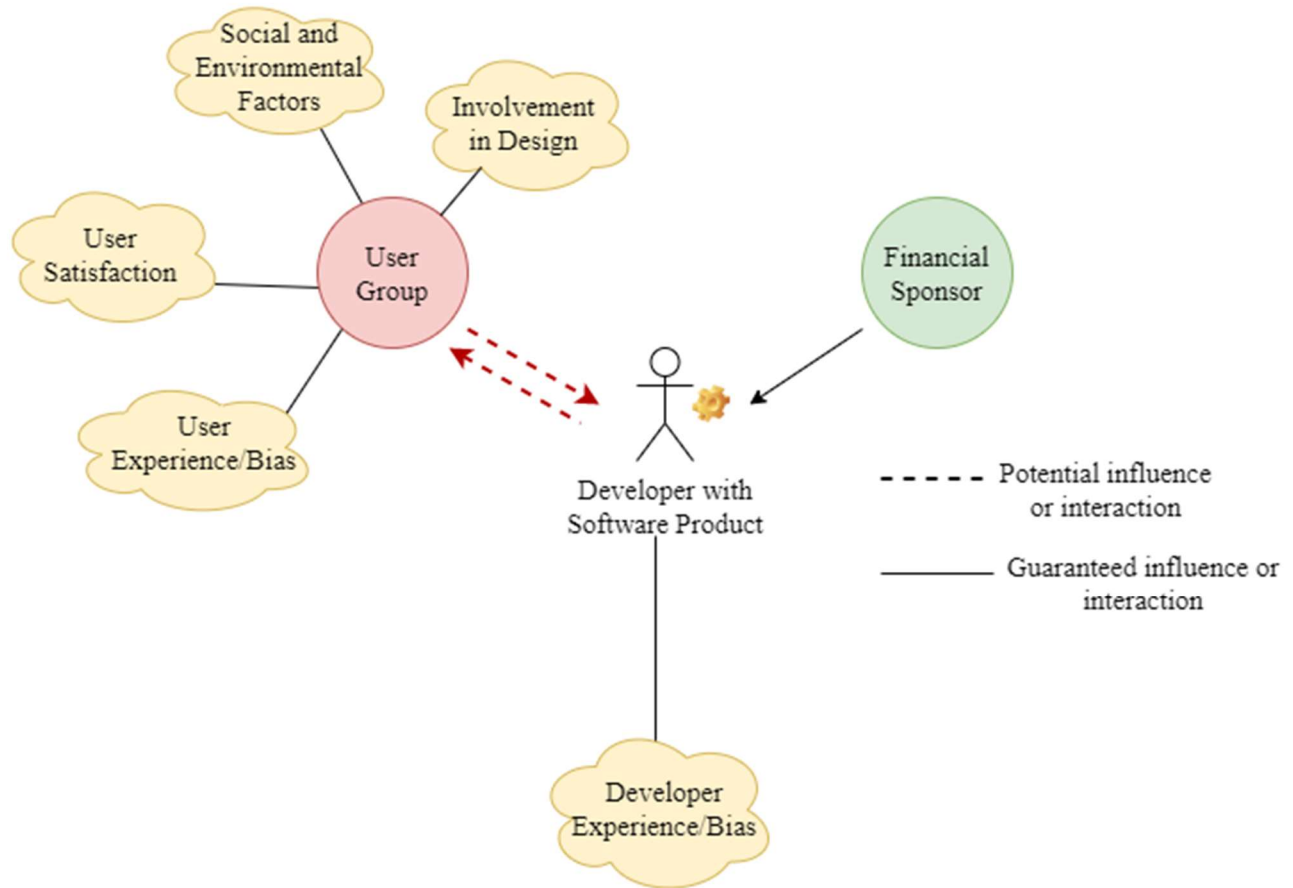 Social and
Environmental
Factors
Involvement
in Design
User
Satisfaction
User
Group
Financial
Sponsor
User
Experience/Bias
Developer with
Software Product
Potential influence
or interaction
Guaranteed influence or
interaction
Developer
Experience/Bias